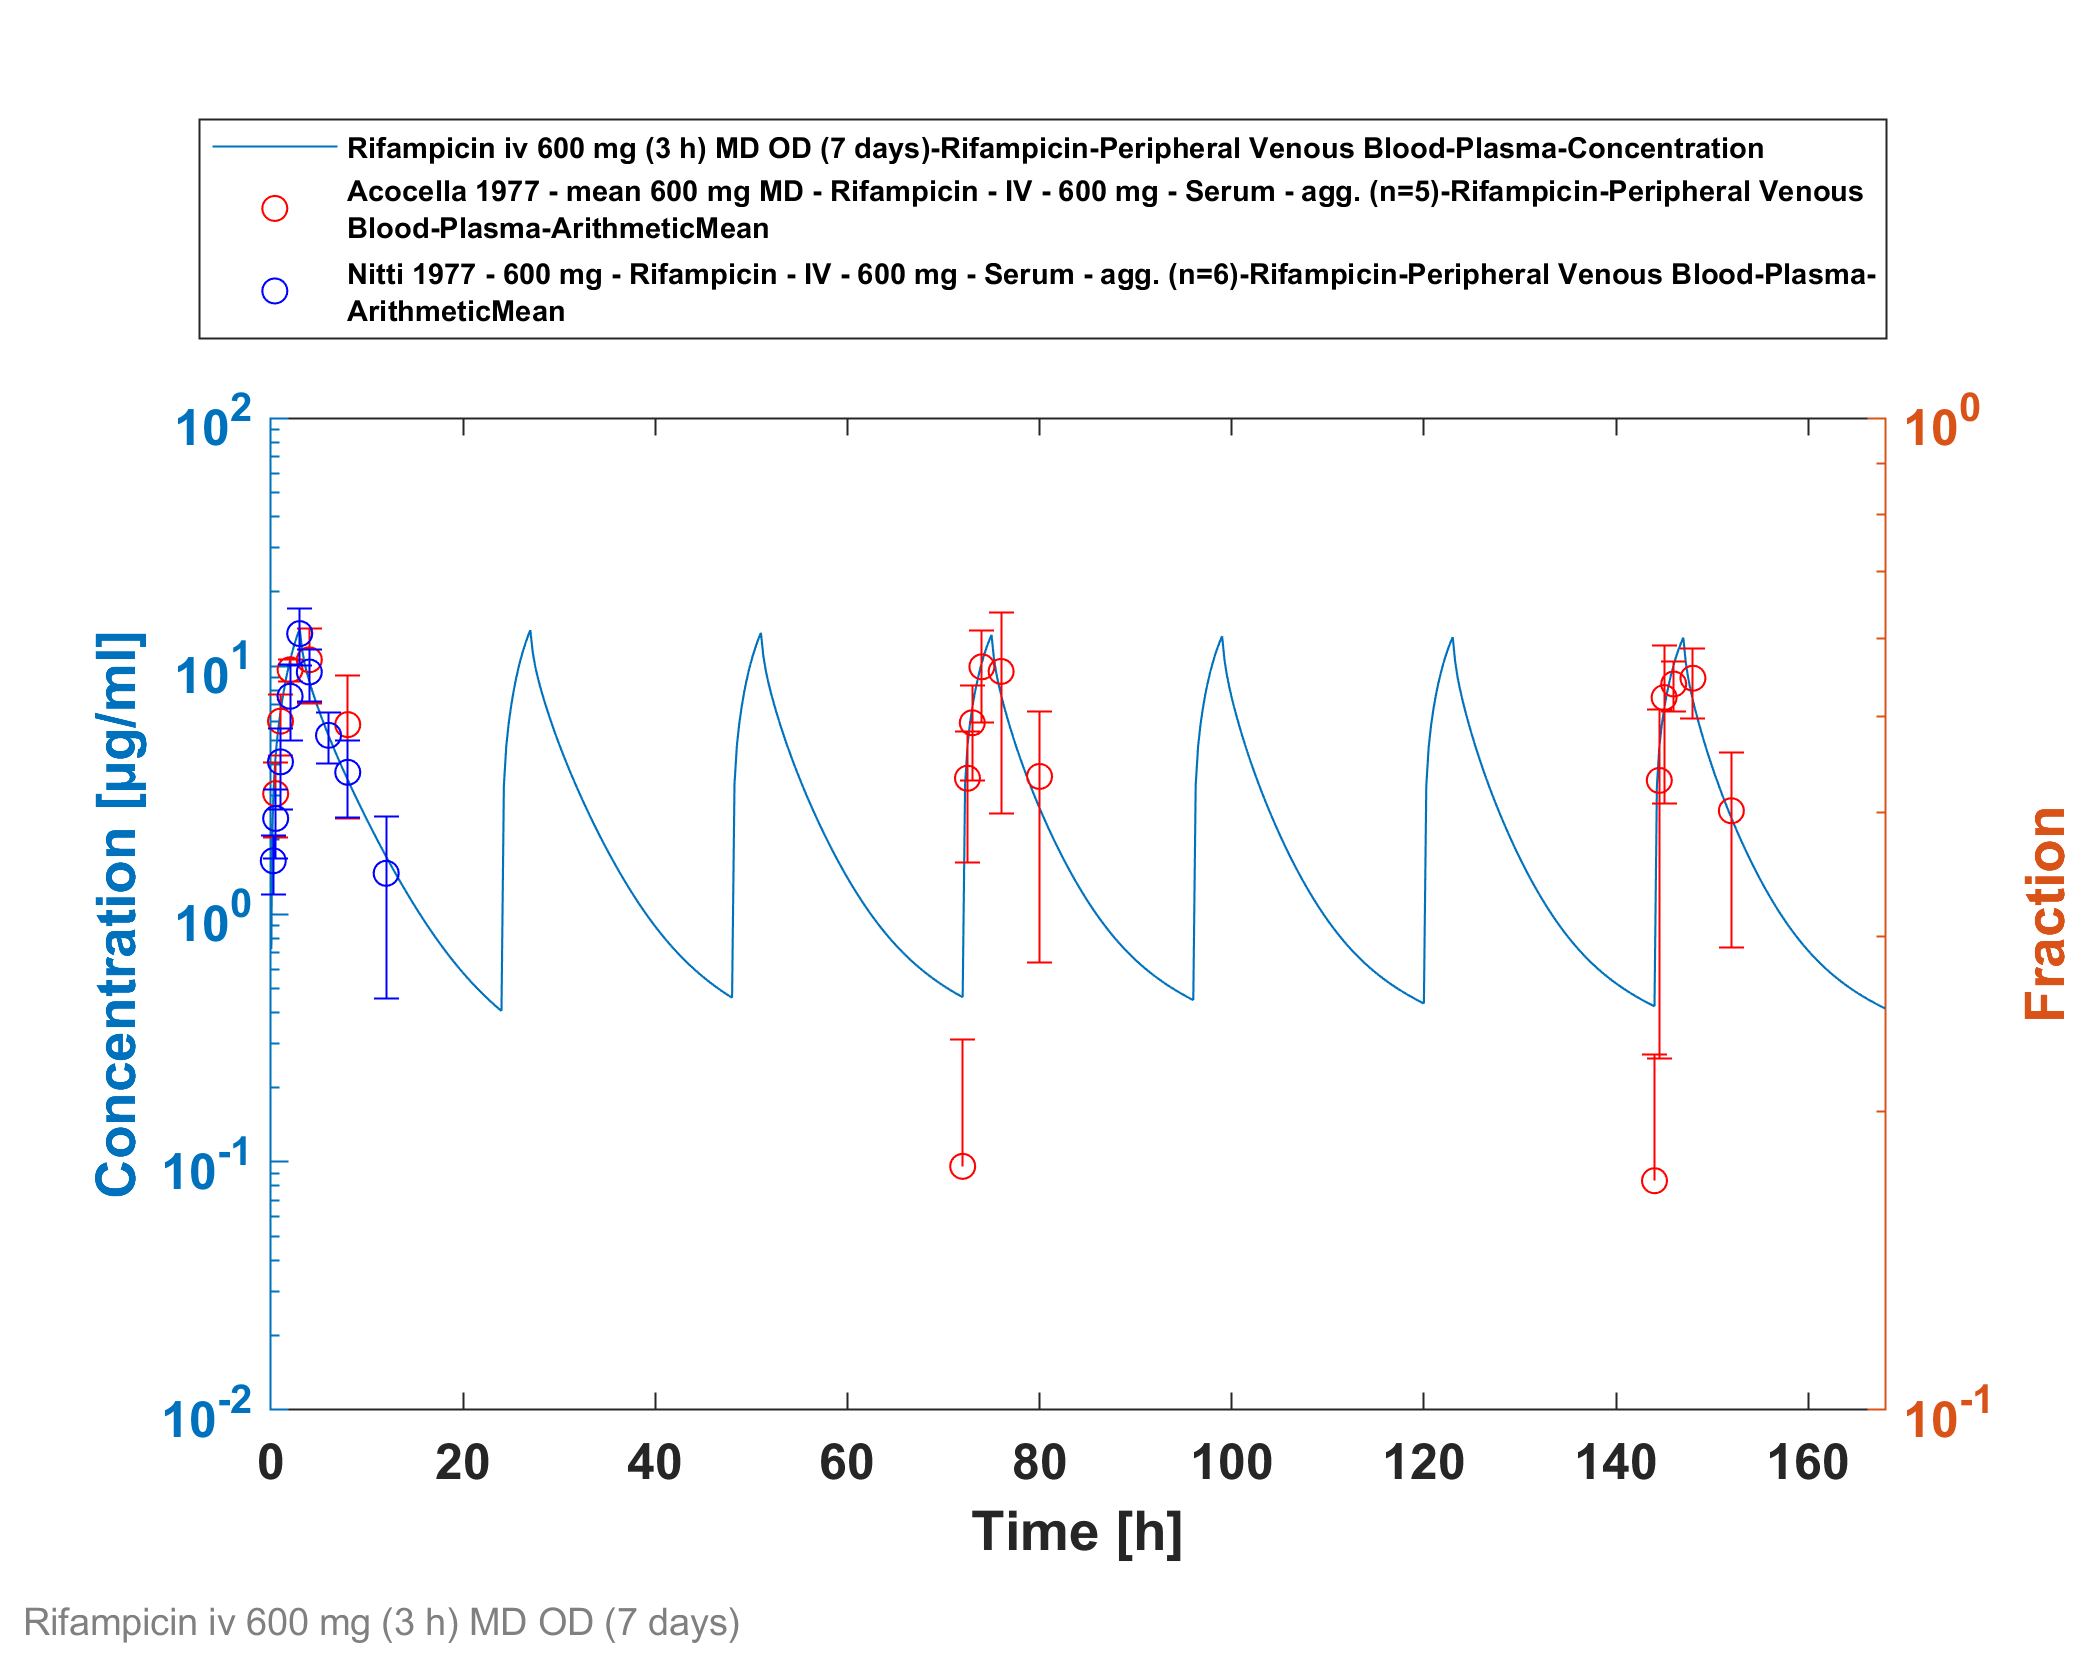 Rifampicin iv 600 mg (3 h) MD OD (7 days)-Rifampicin-Peripheral Venous Blood-Plasma-Concentration
Acocella 1977 - mean 600 mg MD - Rifampicin - IV - 600 mg - Serum - agg. (n=5)-Rifampicin-Peripheral Venous
Blood-Plasma-ArithmeticMean
Nitti 1977 - 600 mg - Rifampicin - IV - 600 mg - Serum - agg. (n=6)-Rifampicin-Peripheral Venous Blood-Plasma-
ArithmeticMean
10^2
10^1
10^0
10^-1
10^-2
Concentration [µg/ml]
10^0
10^-1
Fraction
0 20 40 60 80 100 120 140 160
Time [h]
Rifampicin iv 600 mg (3 h) MD OD (7 days)